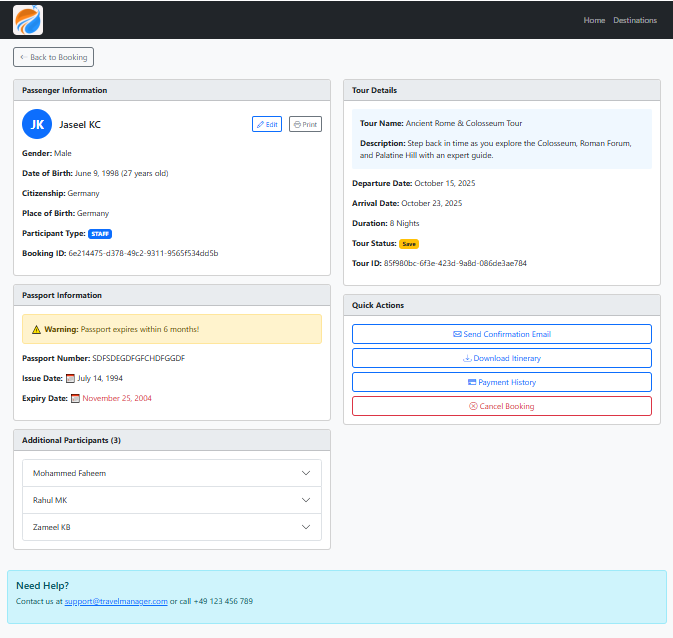 Home Destinations
← Back to Booking
Passenger Information
JK Jaseel KC Edit Print
Gender: Male
Date of Birth: June 9, 1998 (27 years old)
Citizenship: Germany
Place of Birth: Germany
Participant Type: STAFF
Booking ID: 6e214475-d378-49c2-9311-9565f534dd5b
Passport Information
Warning: Passport expires within 6 months!
Passport Number: SDFSDEGDFGFCHDFGGDF
Issue Date: July 14, 1994
Expiry Date: November 25, 2004
Additional Participants (3)
Mohammed Faheem
Rahul MK
Zameel KB
Tour Details
Tour Name: Ancient Rome & Colosseum Tour
Description: Step back in time as you explore the Colosseum, Roman Forum,
and Palatine Hill with an expert guide.
Departure Date: October 15, 2025
Arrival Date: October 23, 2025
Duration: 8 Nights
Tour Status: Save
Tour ID: 85f980bc-6f3e-423d-9a8d-086de3ae784
Quick Actions
Send Confirmation Email
Download Itinerary
Payment History
Cancel Booking
Need Help?
Contact us at support@travelmanager.com or call +49 123 456 789